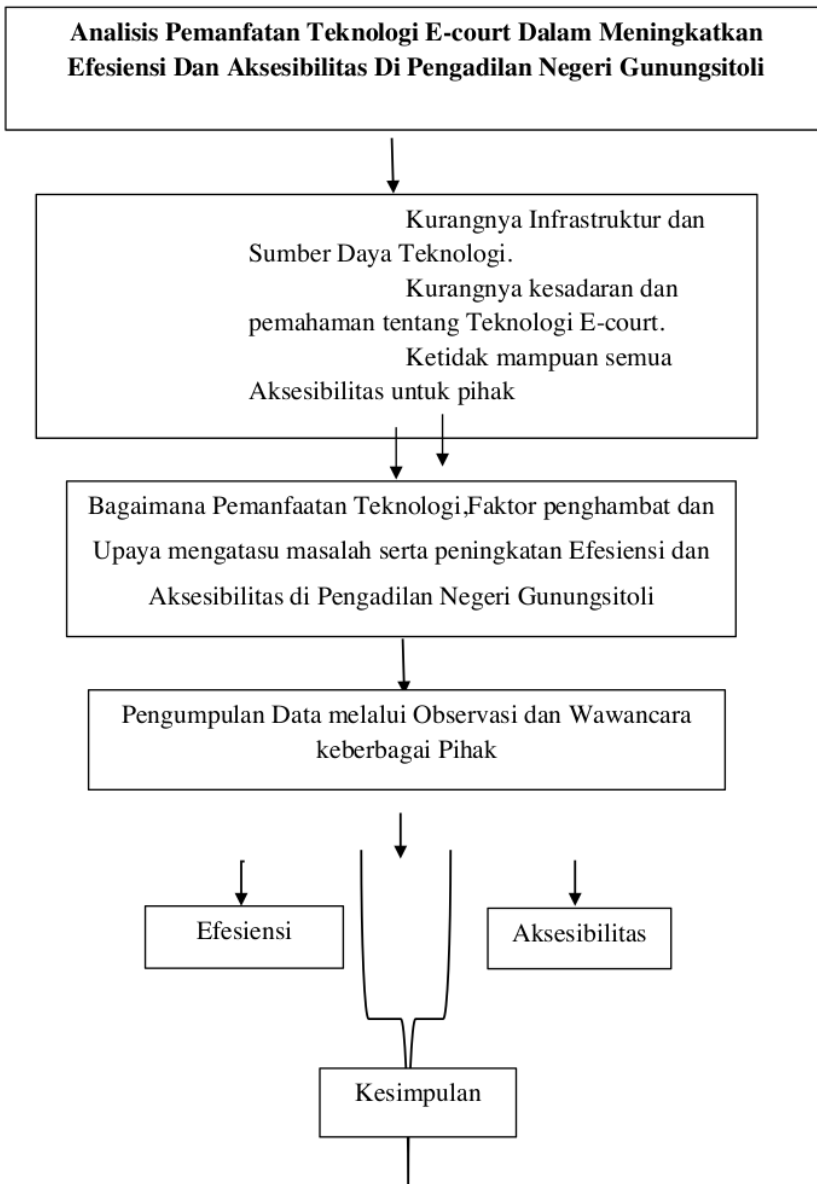 Analisis Pemanfatan Teknologi E-court Dalam Meningkatkan
Efesiensi Dan Aksesibilitas Di Pengadilan Negeri Gunungsitoli
Kurangnya Infrastruktur dan
Sumber Daya Teknologi.
Kurangnya kesadaran dan
pemahaman tentang Teknologi E-court.
Ketidak mampuan semua
Aksesibilitas untuk pihak
Bagaimana Pemanfaatan Teknologi,Faktor penghambat dan
Upaya mengatasu masalah serta peningkatan Efesiensi dan
Aksesibilitas di Pengadilan Negeri Gunungsitoli
Pengumpulan Data melalui Observasi dan Wawancara
keberbagai Pihak
Efesiensi
Aksesibilitas
Kesimpulan